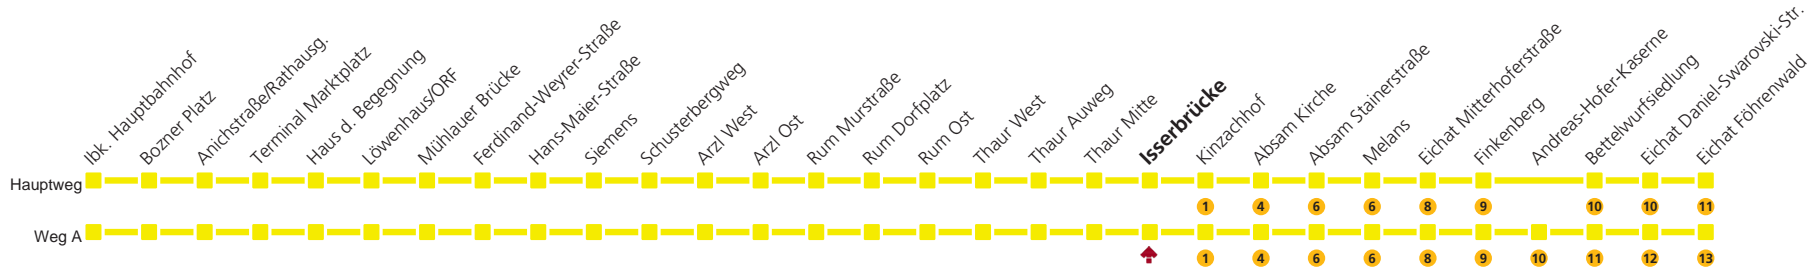 Ibk. Hauptbahnhof
Bozner Platz
Anichstraße/Rathausg.
Terminal Marktplatz
Haus d. Begegnung
Löwenhaus/ORF
Mühlauer Brücke
Ferdinand-Weyrer-Straße
Hans-Maier-Straße
Siemens
Schusterbergweg
Arzl West
Arzl Ost
Rum Murstraße
Rum Dorfplatz
Rum Ost
Thaur West
Thaur Auweg
Thaur Mitte
Isserbrücke
Kinzachhof
Absam Kirche
Absam Stainerstraße
Melans
Eichat Mitterhoferstraße
Finkenberg
Andreas-Hofer-Kaserne
Bettelwurfsiedlung
Eichat Daniel-Swarovski-Str.
Eichat Föhrenwald
Hauptweg
1 4 6 6 8 9 10 10 11
Weg A
1 4 6 6 8 9 10 11 12 13